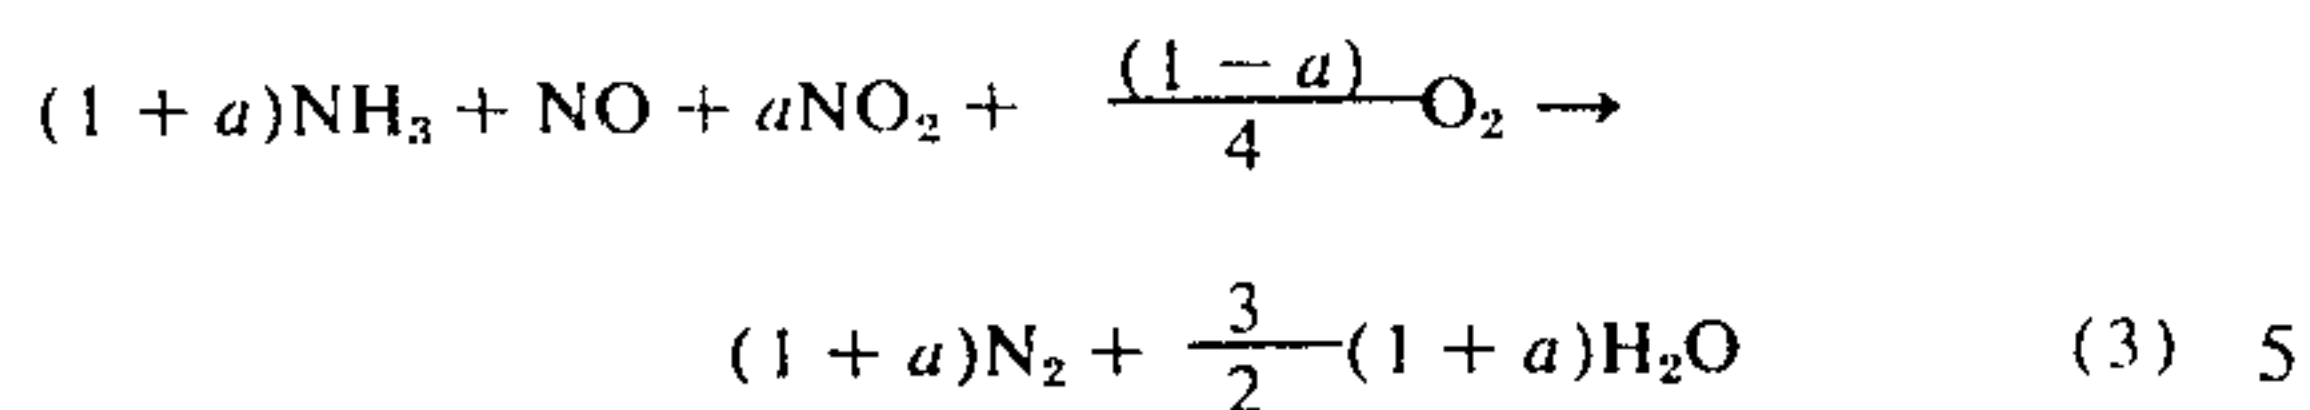 (1 + a)NH₃ + NO + aNO₂ + (1 − a)/4 O₂ →
(1 + a)N₂ + 3/2 (1 + a)H₂O (3) 5